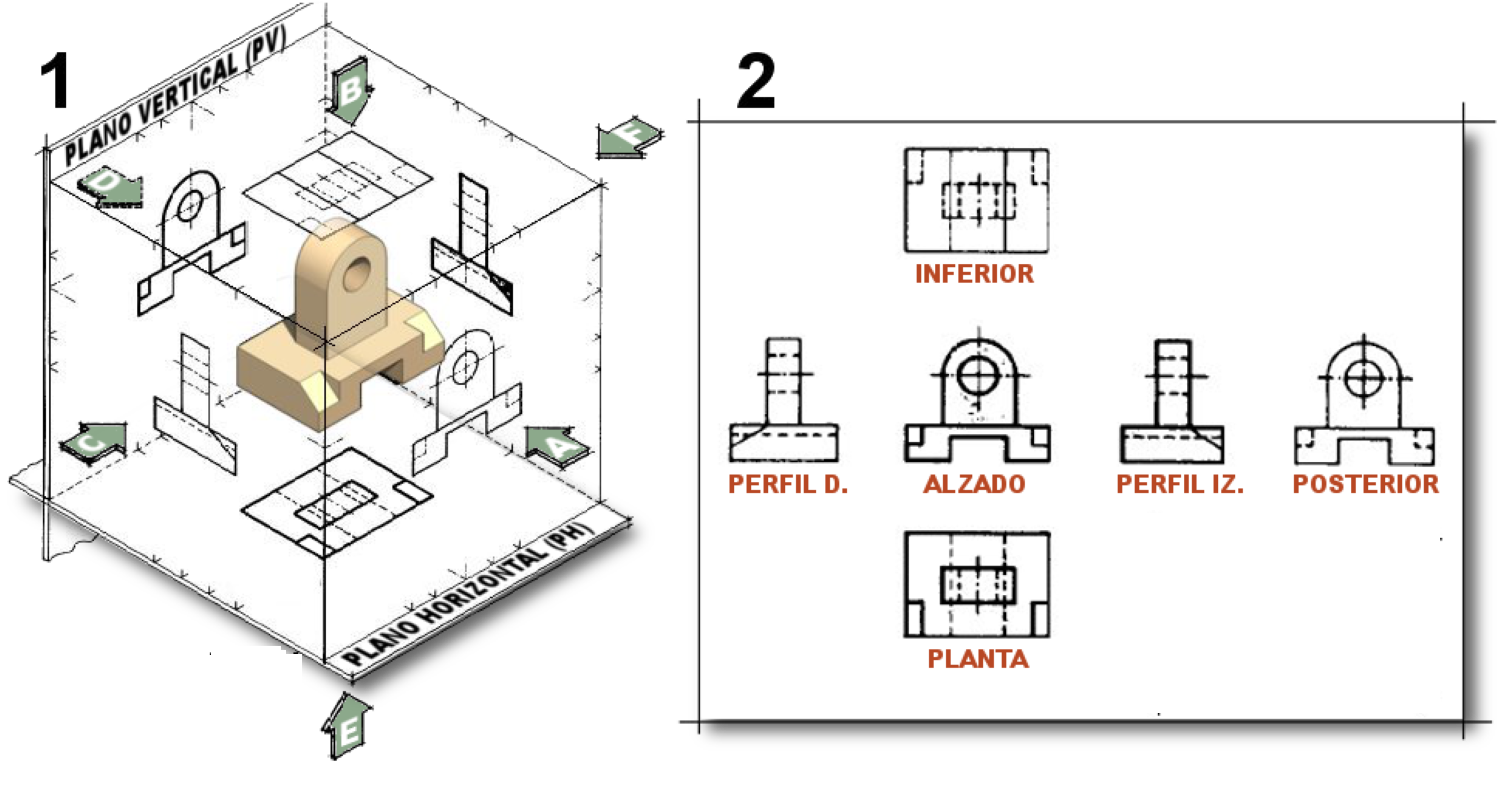 1
PLANO VERTICAL (PV)
B
F
D
C
A
PLANO HORIZONTAL (PH)
E
2
INFERIOR
PERFIL D.
ALZADO
PERFIL IZ.
POSTERIOR
PLANTA